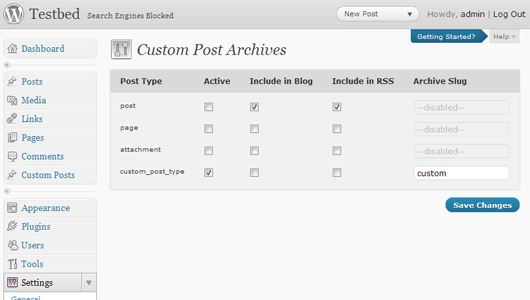 Testbed Search Engines Blocked New Post Howdy, admin | Log Out
Getting Started? Help
Dashboard
Custom Post Archives
Posts
Media
Links
Pages
Comments
Custom Posts
Appearance
Plugins
Users
Tools
Settings
General
Post Type Active Include in Blog Include in RSS Archive Slug
post --disabled--
page --disabled--
attachment --disabled--
custom_post_type custom
Save Changes